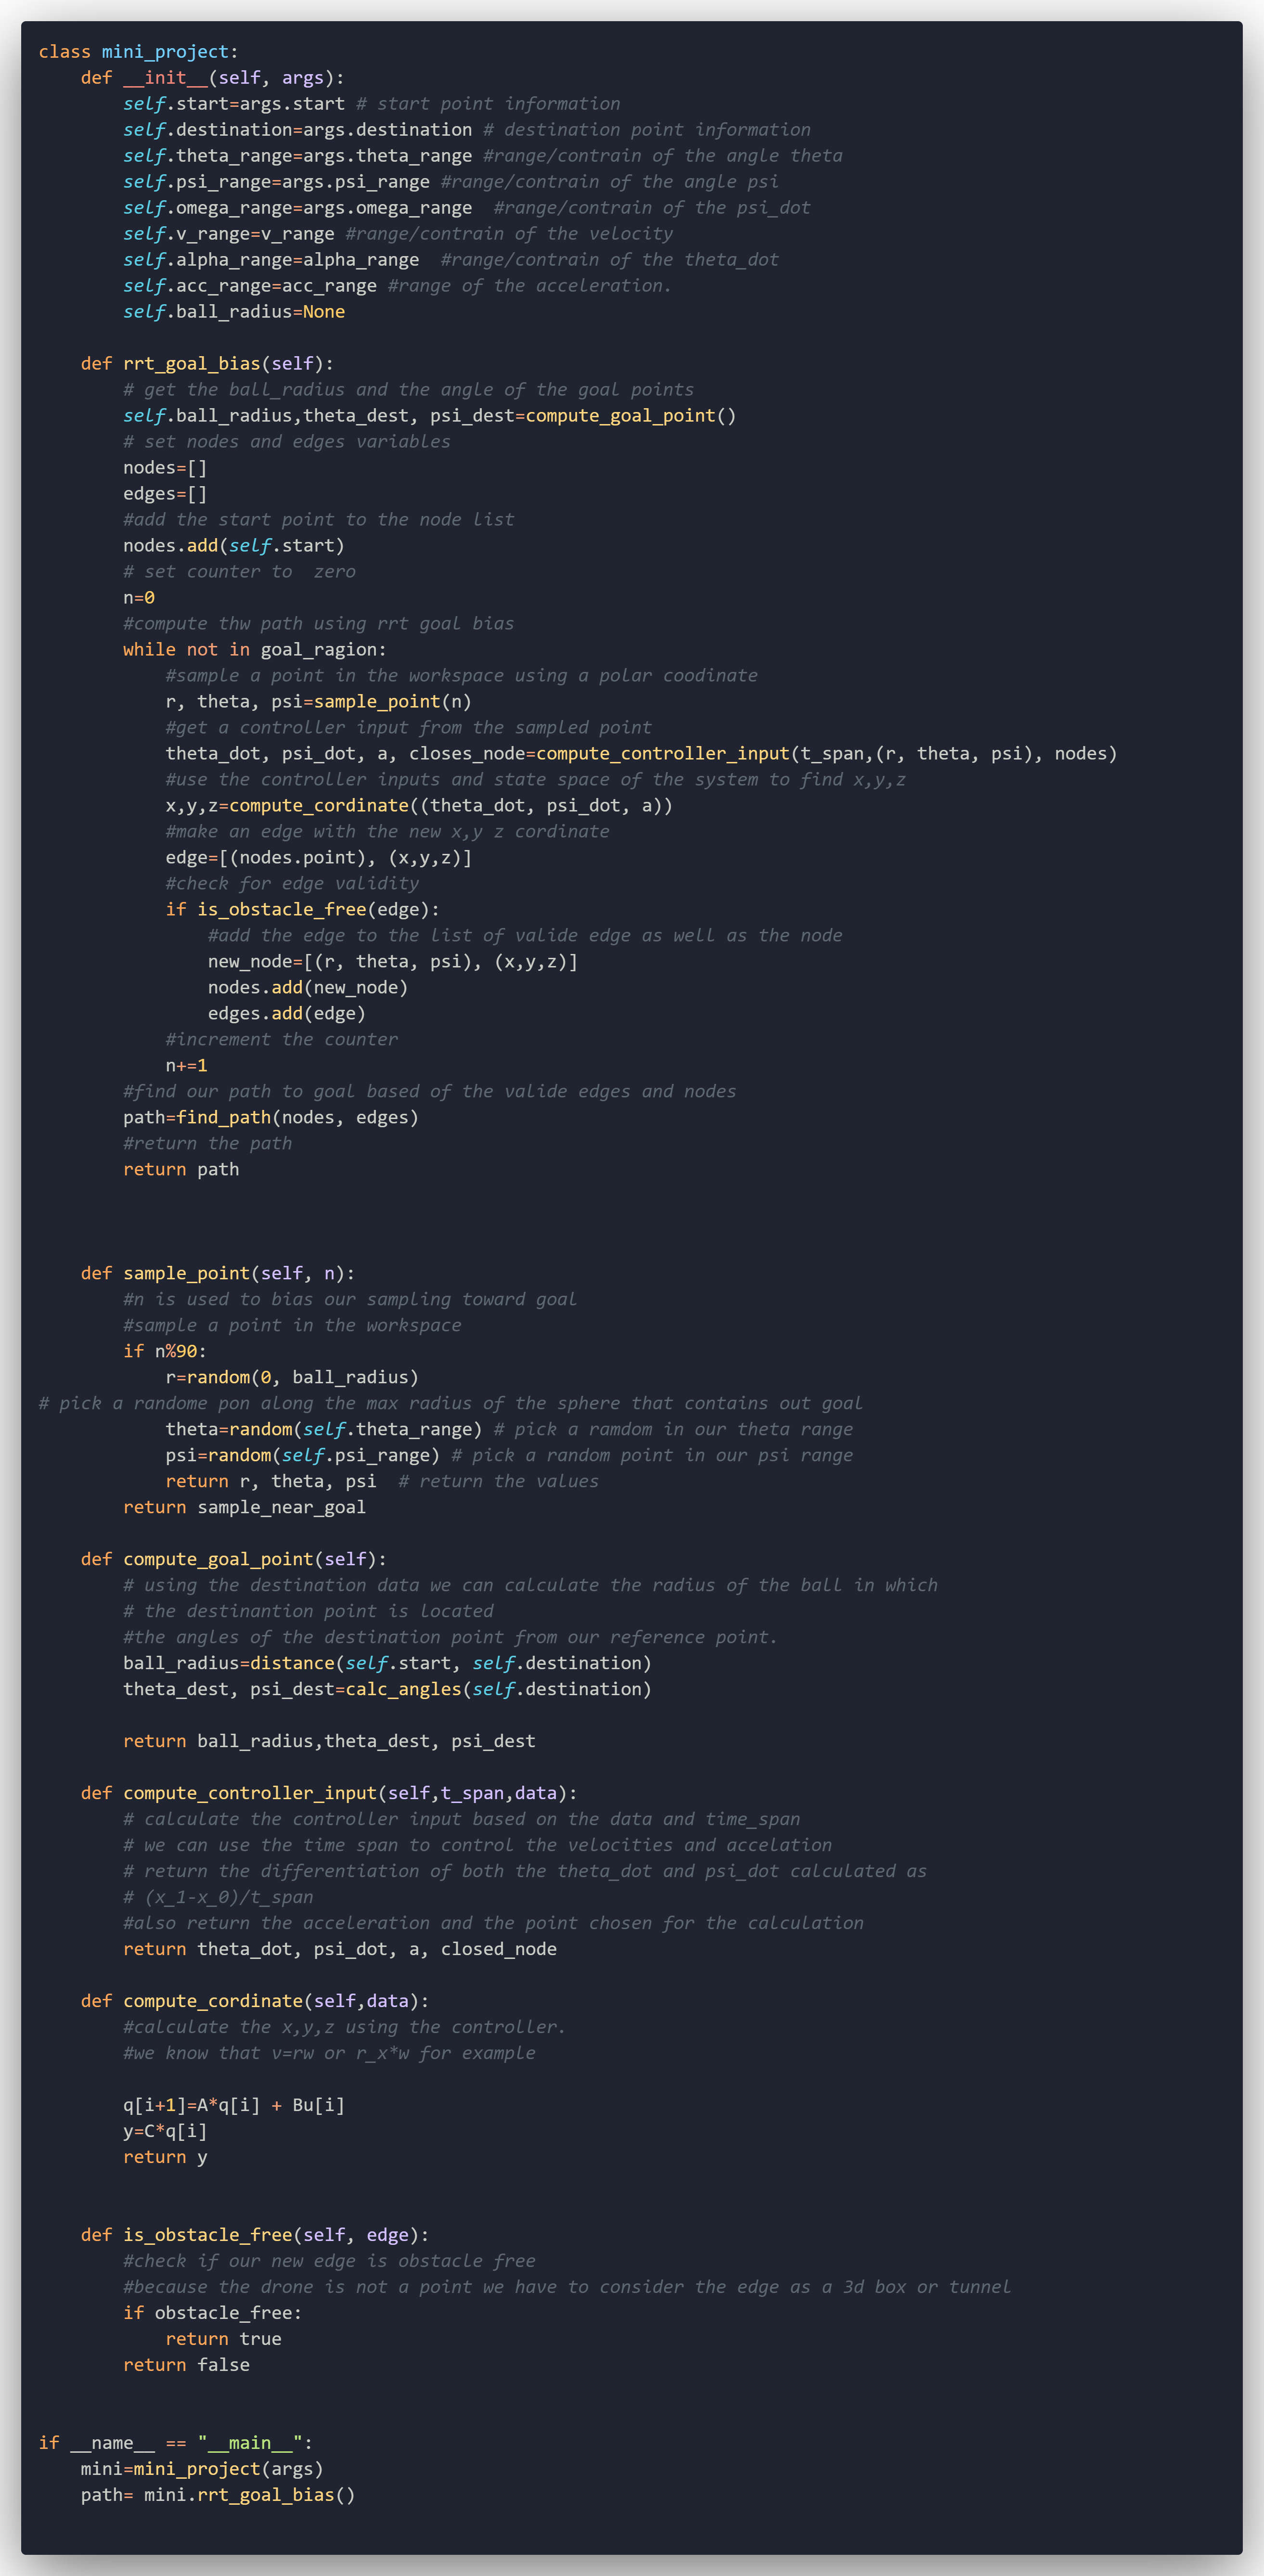 class mini_project:
    def __init__(self, args):
        self.start=args.start # start point information
        self.destination=args.destination # destination point information
        self.theta_range=args.theta_range #range/contrain of the angle theta
        self.psi_range=args.psi_range #range/contrain of the angle psi
        self.omega_range=args.omega_range  #range/contrain of the psi_dot
        self.v_range=v_range #range/contrain of the velocity
        self.alpha_range=alpha_range  #range/contrain of the theta_dot
        self.acc_range=acc_range #range of the acceleration.
        self.ball_radius=None

    def rrt_goal_bias(self):
        # get the ball_radius and the angle of the goal points
        self.ball_radius,theta_dest, psi_dest=compute_goal_point()
        # set nodes and edges variables
        nodes=[]
        edges=[]
        #add the start point to the node list
        nodes.add(self.start)
        # set counter to  zero
        n=0
        #compute thw path using rrt goal bias
        while not in goal_ragion:
            #sample a point in the workspace using a polar coodinate
            r, theta, psi=sample_point(n)
            #get a controller input from the sampled point
            theta_dot, psi_dot, a, closes_node=compute_controller_input(t_span,(r, theta, psi), nodes)
            #use the controller inputs and state space of the system to find x,y,z
            x,y,z=compute_cordinate((theta_dot, psi_dot, a))
            #make an edge with the new x,y z cordinate
            edge=[(nodes.point), (x,y,z)]
            #check for edge validity
            if is_obstacle_free(edge):
                #add the edge to the list of valide edge as well as the node
                new_node=[(r, theta, psi), (x,y,z)]
                nodes.add(new_node)
                edges.add(edge)
            #increment the counter
            n+=1
        #find our path to goal based of the valide edges and nodes
        path=find_path(nodes, edges)
        #return the path
        return path

    def sample_point(self, n):
        #n is used to bias our sampling toward goal
        #sample a point in the workspace
        if n%90:
            r=random(0, ball_radius)
# pick a randome pon along the max radius of the sphere that contains out goal
            theta=random(self.theta_range) # pick a ramdom in our theta range
            psi=random(self.psi_range) # pick a random point in our psi range
            return r, theta, psi  # return the values
        return sample_near_goal

    def compute_goal_point(self):
        # using the destination data we can calculate the radius of the ball in which
        # the destinantion point is located
        #the angles of the destination point from our reference point.
        ball_radius=distance(self.start, self.destination)
        theta_dest, psi_dest=calc_angles(self.destination)

        return ball_radius,theta_dest, psi_dest

    def compute_controller_input(self,t_span,data):
        # calculate the controller input based on the data and time_span
        # we can use the time span to control the velocities and accelation
        # return the differentiation of both the theta_dot and psi_dot calculated as
        # (x_1-x_0)/t_span
        #also return the acceleration and the point chosen for the calculation
        return theta_dot, psi_dot, a, closed_node

    def compute_cordinate(self,data):
        #calculate the x,y,z using the controller.
        #we know that v=rw or r_x*w for example

        q[i+1]=A*q[i] + Bu[i]
        y=C*q[i]
        return y

    def is_obstacle_free(self, edge):
        #check if our new edge is obstacle free
        #because the drone is not a point we have to consider the edge as a 3d box or tunnel
        if obstacle_free:
            return true
        return false

if __name__ == "__main__":
    mini=mini_project(args)
    path= mini.rrt_goal_bias()